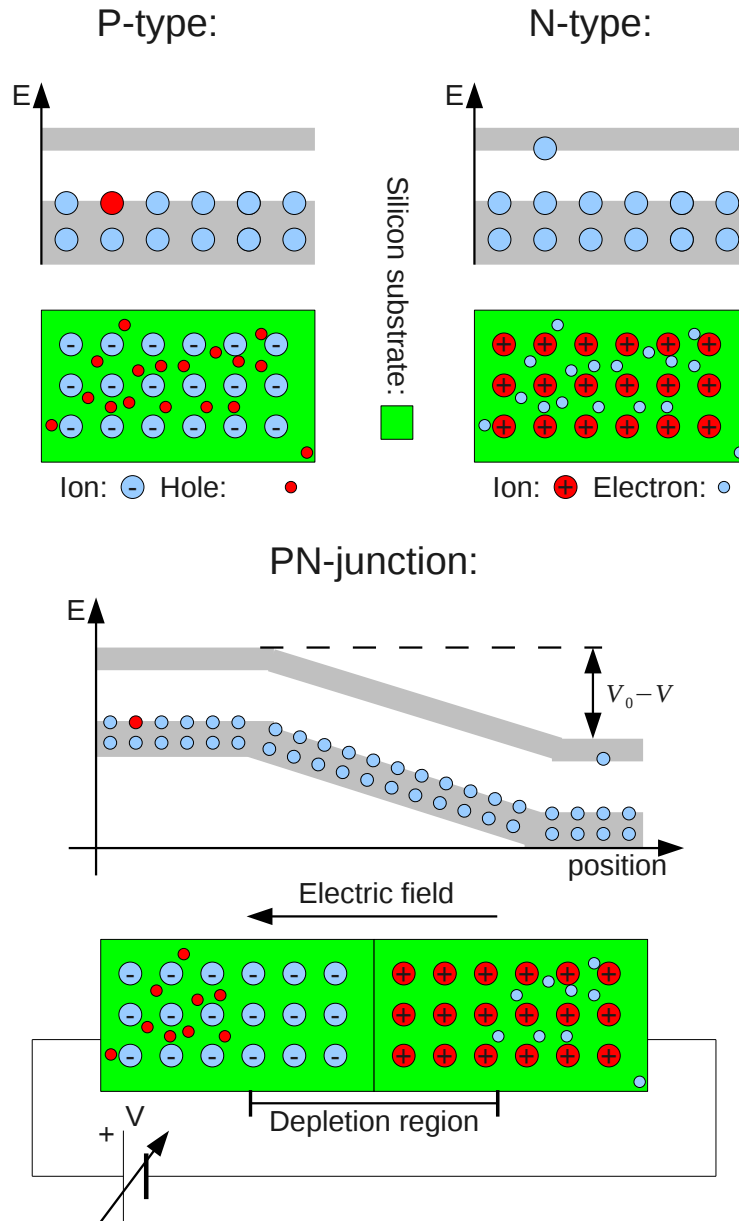 P-type:
N-type:
E
E
Silicon substrate:
Ion: - Hole:
Ion: + Electron:
PN-junction:
E
V₀−V
position
Electric field
Depletion region
+ V